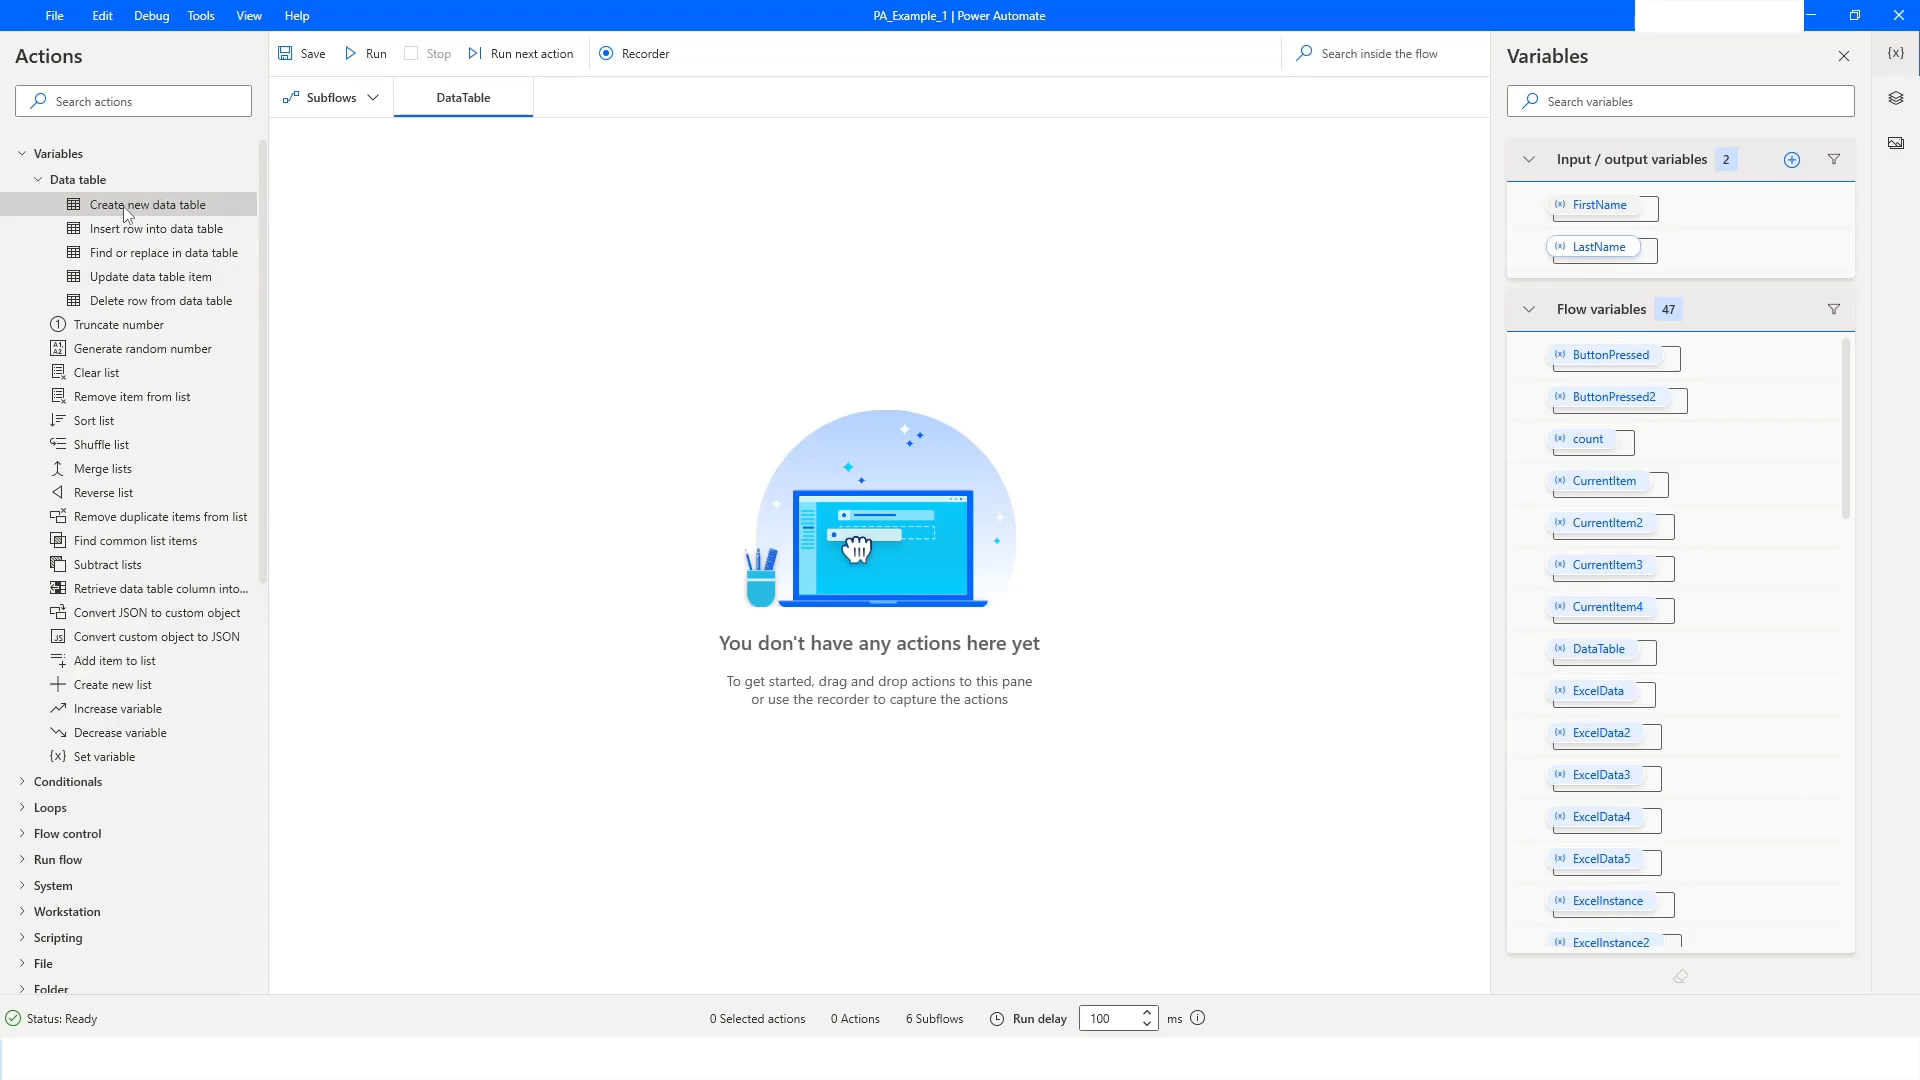 File Edit Debug Tools View Help
PA_Example_1 | Power Automate
Actions
Search actions
Variables
Data table
Create new data table
Insert row into data table
Find or replace in data table
Update data table item
Delete row from data table
Truncate number
Generate random number
Clear list
Remove item from list
Sort list
Shuffle list
Merge lists
Reverse list
Remove duplicate items from list
Find common list items
Subtract lists
Retrieve data table column into...
Convert JSON to custom object
Convert custom object to JSON
Add item to list
Create new list
Increase variable
Decrease variable
{x} Set variable
Conditionals
Loops
Flow control
Run flow
System
Workstation
Scripting
File
Folder
Save Run Stop Run next action Recorder
Search inside the flow
Subflows
DataTable
You don't have any actions here yet
To get started, drag and drop actions to this pane
or use the recorder to capture the actions
Variables
{x}
Search variables
Input / output variables 2
(x) FirstName
(x) LastName
Flow variables 47
(x) ButtonPressed
(x) ButtonPressed2
(x) count
(x) CurrentItem
(x) CurrentItem2
(x) CurrentItem3
(x) CurrentItem4
(x) DataTable
(x) ExcelData
(x) ExcelData2
(x) ExcelData3
(x) ExcelData4
(x) ExcelData5
(x) ExcelInstance
(x) ExcelInstance2
Status: Ready
0 Selected actions 0 Actions 6 Subflows Run delay 100 ms